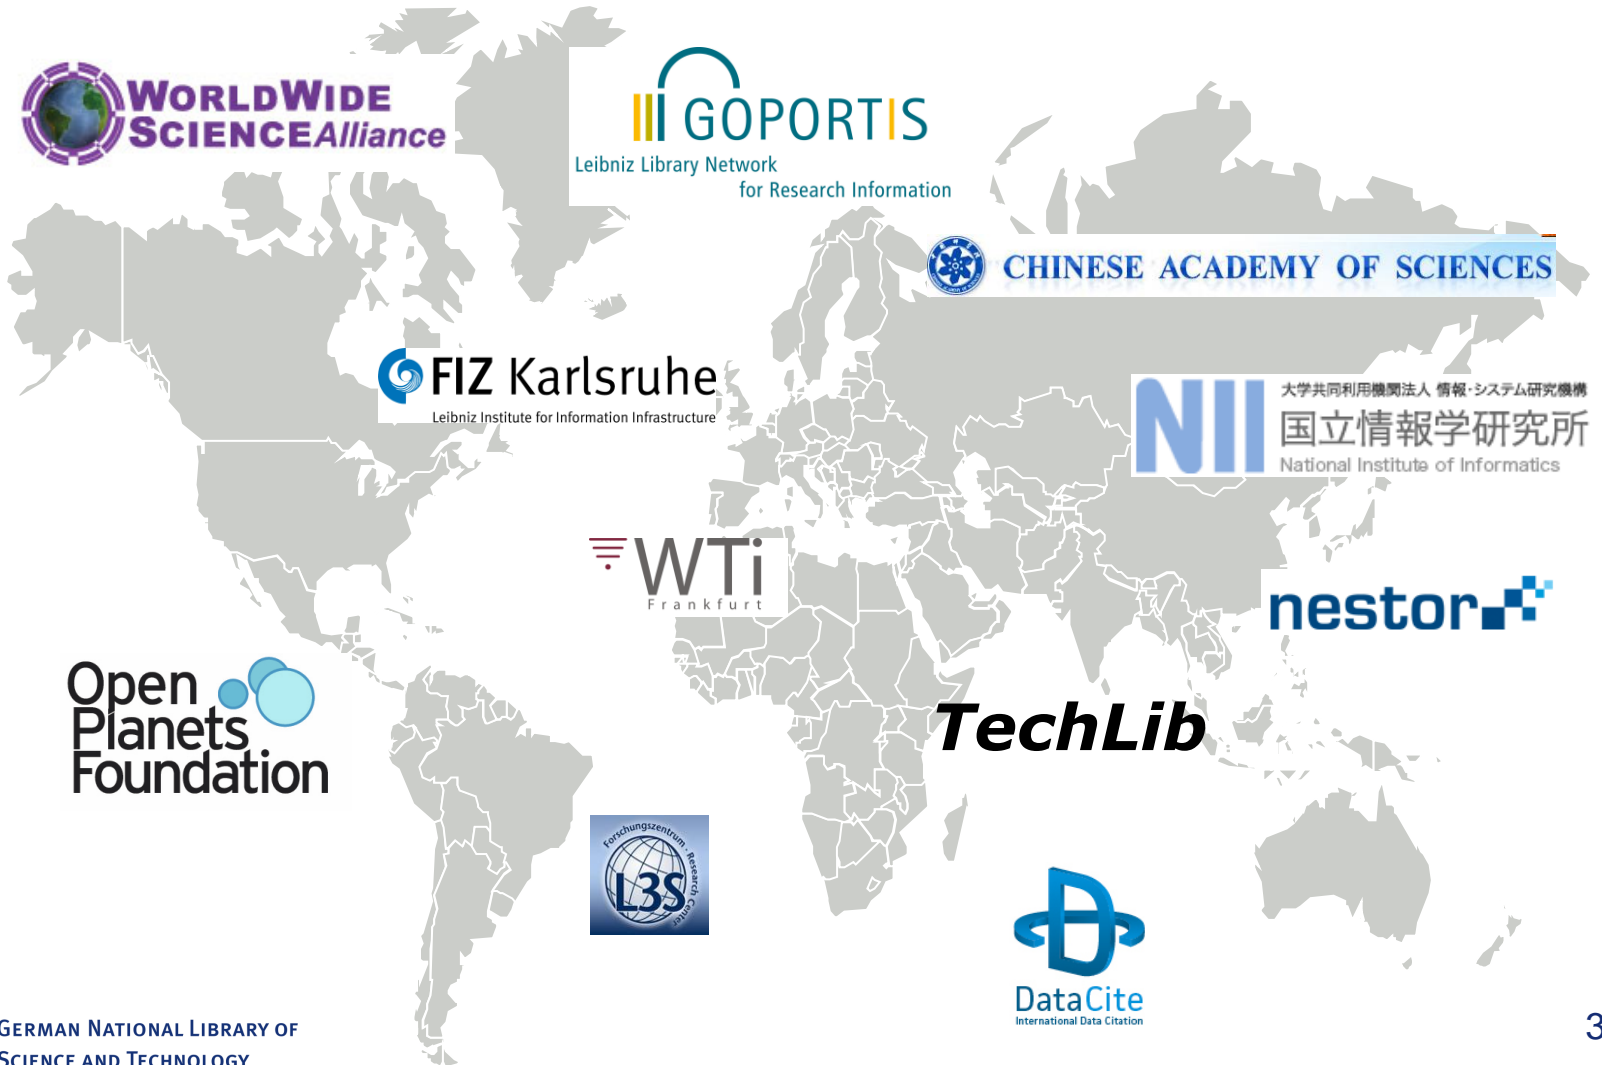 WORLDWIDE
SCIENCEAlliance
GOPORTIS
Leibniz Library Network
for Research Information
CHINESE ACADEMY OF SCIENCES
FIZ Karlsruhe
Leibniz Institute for Information Infrastructure
NII
大学共同利用機関法人 情報・システム研究機構
国立情報学研究所
National Institute of Informatics
WTi
Frankfurt
nestor
Open
Planets
Foundation
TechLib
Forschungszentrum · Research Center
L3S
DataCite
International Data Citation
GERMAN NATIONAL LIBRARY OF
SCIENCE AND TECHNOLOGY
3